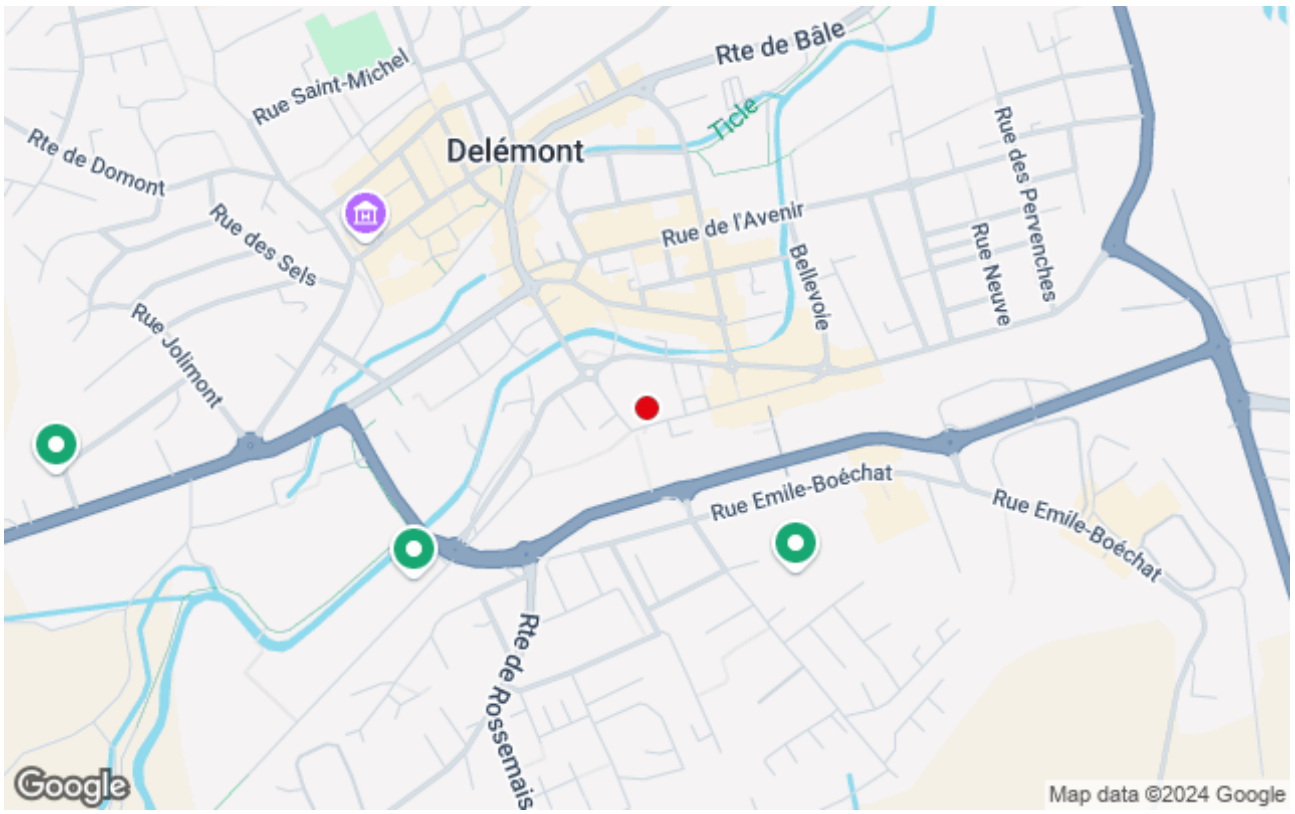 Rte de Bâle
Rue Saint-Michel
Ticle
Delémont
Rte de Domont
Rue des Pervenches
Rue des Sels
Rue de l'Avenir
Bellevoie
Rue Neuve
Rue Jolimont
Rue Emile-Boéchat
Rue Emile-Boéchat
Rte de Rossemais
Google
Map data ©2024 Google